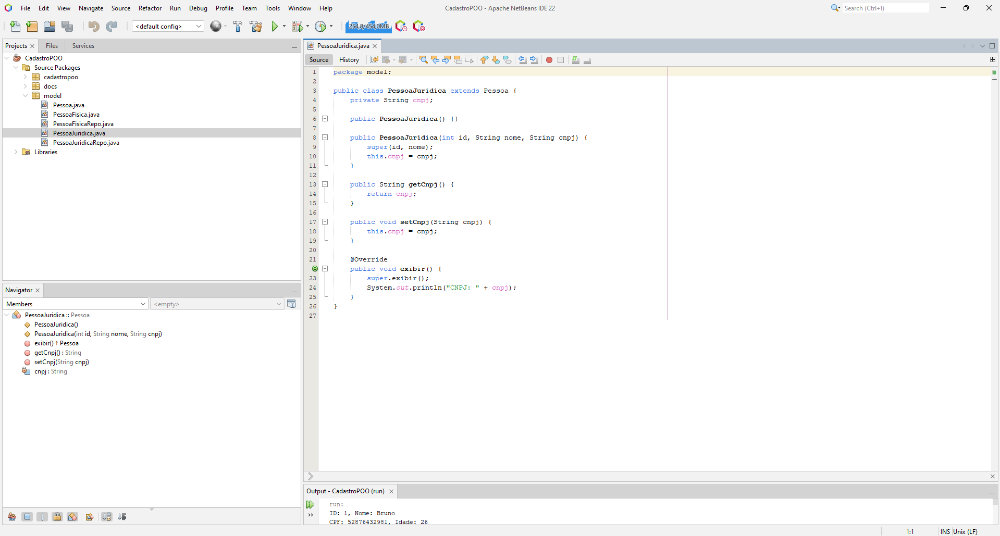 File Edit View Navigate Source Refactor Run Debug Profile Team Tools Window Help
CadastroPOO - Apache NetBeans IDE 22
Search (Ctrl+I)
<default config>
254,8/454,0MB
Projects Files Services
CadastroPOO
Source Packages
cadastropoo
docs
model
Pessoa.java
PessoaFisica.java
PessoaFisicaRepo.java
PessoaJuridica.java
PessoaJuridicaRepo.java
Libraries
Navigator
Members <empty>
PessoaJuridica :: Pessoa
PessoaJuridica()
PessoaJuridica(int id, String nome, String cnpj)
exibir() ↑ Pessoa
getCnpj() : String
setCnpj(String cnpj)
cnpj : String
PessoaJuridica.java
Source History
1 package model;
2
3 public class PessoaJuridica extends Pessoa {
4 private String cnpj;
5
6 public PessoaJuridica() {}
7
8 public PessoaJuridica(int id, String nome, String cnpj) {
9 super(id, nome);
10 this.cnpj = cnpj;
11 }
12
13 public String getCnpj() {
14 return cnpj;
15 }
16
17 public void setCnpj(String cnpj) {
18 this.cnpj = cnpj;
19 }
20
21 @Override
public void exibir() {
23 super.exibir();
24 System.out.println("CNPJ: " + cnpj);
25 }
26 }
27
Output - CadastroPOO (run)
run:
ID: 1, Nome: Bruno
CPF: 52876432981, Idade: 26
1:1 INS Unix (LF)